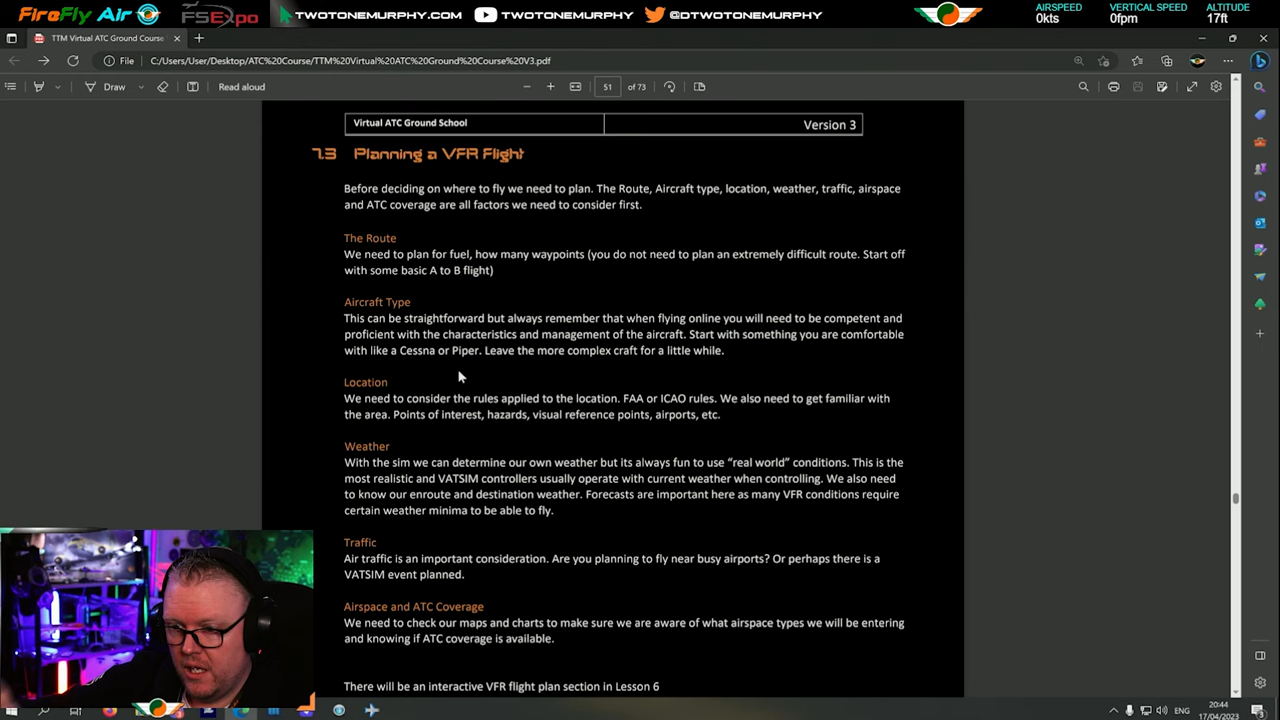 FireFly Air FSExpo TWOTONEMURPHY.COM TWOTONEMURPHY @DTWOTONEMURPHY AIRSPEED VERTICAL SPEED ALTITUDE
0kts 0fpm 17ft
TTM Virtual ATC Ground Course
File C:/Users/User/Desktop/ATC%20Course/TTM%20Virtual%20ATC%20Ground%20Course%20V3.pdf
Draw Read aloud 51 of 73
Virtual ATC Ground School Version 3
7.3 Planning a VFR Flight
Before deciding on where to fly we need to plan. The Route, Aircraft type, location, weather, traffic, airspace
and ATC coverage are all factors we need to consider first.
The Route
We need to plan for fuel, how many waypoints (you do not need to plan an extremely difficult route. Start off
with some basic A to B flight)
Aircraft Type
This can be straightforward but always remember that when flying online you will need to be competent and
proficient with the characteristics and management of the aircraft. Start with something you are comfortable
with like a Cessna or Piper. Leave the more complex craft for a little while.
Location
We need to consider the rules applied to the location. FAA or ICAO rules. We also need to get familiar with
the area. Points of interest, hazards, visual reference points, airports, etc.
Weather
With the sim we can determine our own weather but its always fun to use “real world” conditions. This is the
most realistic and VATSIM controllers usually operate with current weather when controlling. We also need
to know our enroute and destination weather. Forecasts are important here as many VFR conditions require
certain weather minima to be able to fly.
Traffic
Air traffic is an important consideration. Are you planning to fly near busy airports? Or perhaps there is a
VATSIM event planned.
Airspace and ATC Coverage
We need to check our maps and charts to make sure we are aware of what airspace types we will be entering
and knowing if ATC coverage is available.
There will be an interactive VFR flight plan section in Lesson 6
ENG
20:44
17/04/2023